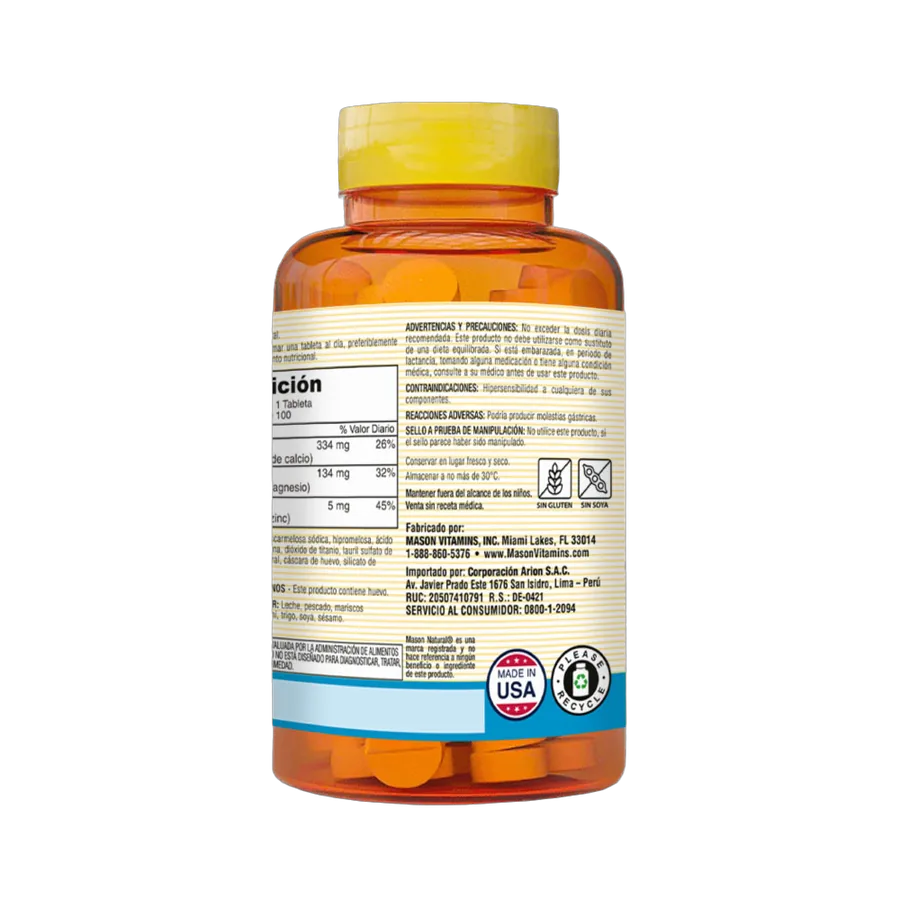 al.
mar una tableta al día, preferiblemente
nto nutricional.
ición
1 Tableta
100
% Valor Diario
334 mg 26%
de calcio)
134 mg 32%
agnesio)
5 mg 45%
zinc)
carmelosa sódica, hipromelosa, ácido
na, dióxido de titanio, lauril sulfato de
al, cáscara de huevo, silicato de
NOS - Este producto contiene huevo.
R: Leche, pescado, mariscos
í, trigo, soya, sésamo.
ALUADA POR LA ADMINISTRACIÓN DE ALIMENTOS
O NO ESTÁ DISEÑADO PARA DIAGNOSTICAR, TRATAR,
MEDAD.
ADVERTENCIAS Y PRECAUCIONES: No exceder la dosis diaria
recomendada. Este producto no debe utilizarse como sustituto
de una dieta equilibrada. Si está embarazada, en periodo de
lactancia, tomando alguna medicación o tiene alguna condición
médica, consulte a su médico antes de usar este producto.
CONTRAINDICACIONES: Hipersensibilidad a cualquiera de sus
componentes.
REACCIONES ADVERSAS: Podría producir molestias gástricas.
SELLO A PRUEBA DE MANIPULACIÓN: No utilice este producto, si
el sello parece haber sido manipulado.
Conservar en lugar fresco y seco.
Almacenar a no más de 30°C.
Mantener fuera del alcance de los niños.
Venta sin receta médica.
SIN GLUTEN SIN SOYA
Fabricado por:
MASON VITAMINS, INC. Miami Lakes, FL 33014
1-888-860-5376 • www.MasonVitamins.com
Importado por: Corporación Arion S.A.C.
Av. Javier Prado Este 1676 San Isidro, Lima – Perú
RUC: 20507410791 R.S.: DE-0421
SERVICIO AL CONSUMIDOR: 0800-1-2094
Mason Natural® es una
marca registrada y no
hace referencia a ningún
beneficio o ingrediente
de este producto.
MADE IN
USA
PLEASE
RECYCLE